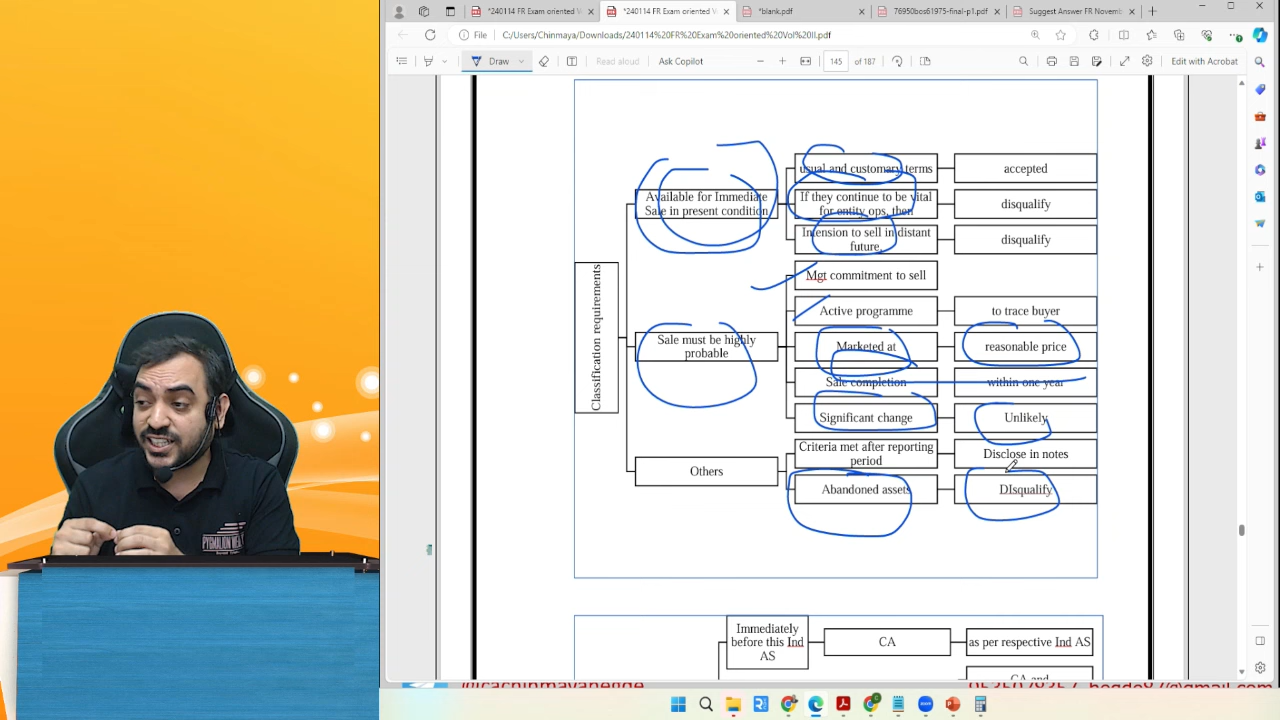 *240114 FR Exam oriented V
*240114 FR Exam oriented V
*blank.pdf
76950bos61975-final-p1.pdf
Suggest Answer FR Novemb
File
C:/Users/Chinmaya/Downloads/240114%20FR%20Exam%20oriented%20Vol%20II.pdf
Draw
Read aloud
Ask Copilot
145
of 187
Edit with Acrobat
Classification requirements
Available for Immediate
Sale in present condition
usual and customary terms
accepted
If they continue to be vital
for entity ops, then
disqualify
Intension to sell in distant
future,
disqualify
Sale must be highly
probable
Mgt commitment to sell
Active programme
to trace buyer
Marketed at
reasonable price
Sale completion
within one year
Significant change
Unlikely
Others
Criteria met after reporting
period
Disclose in notes
Abandoned assets
DIsqualify
Immediately
before this Ind
AS
CA
as per respective Ind AS
CA and
PYGMALION